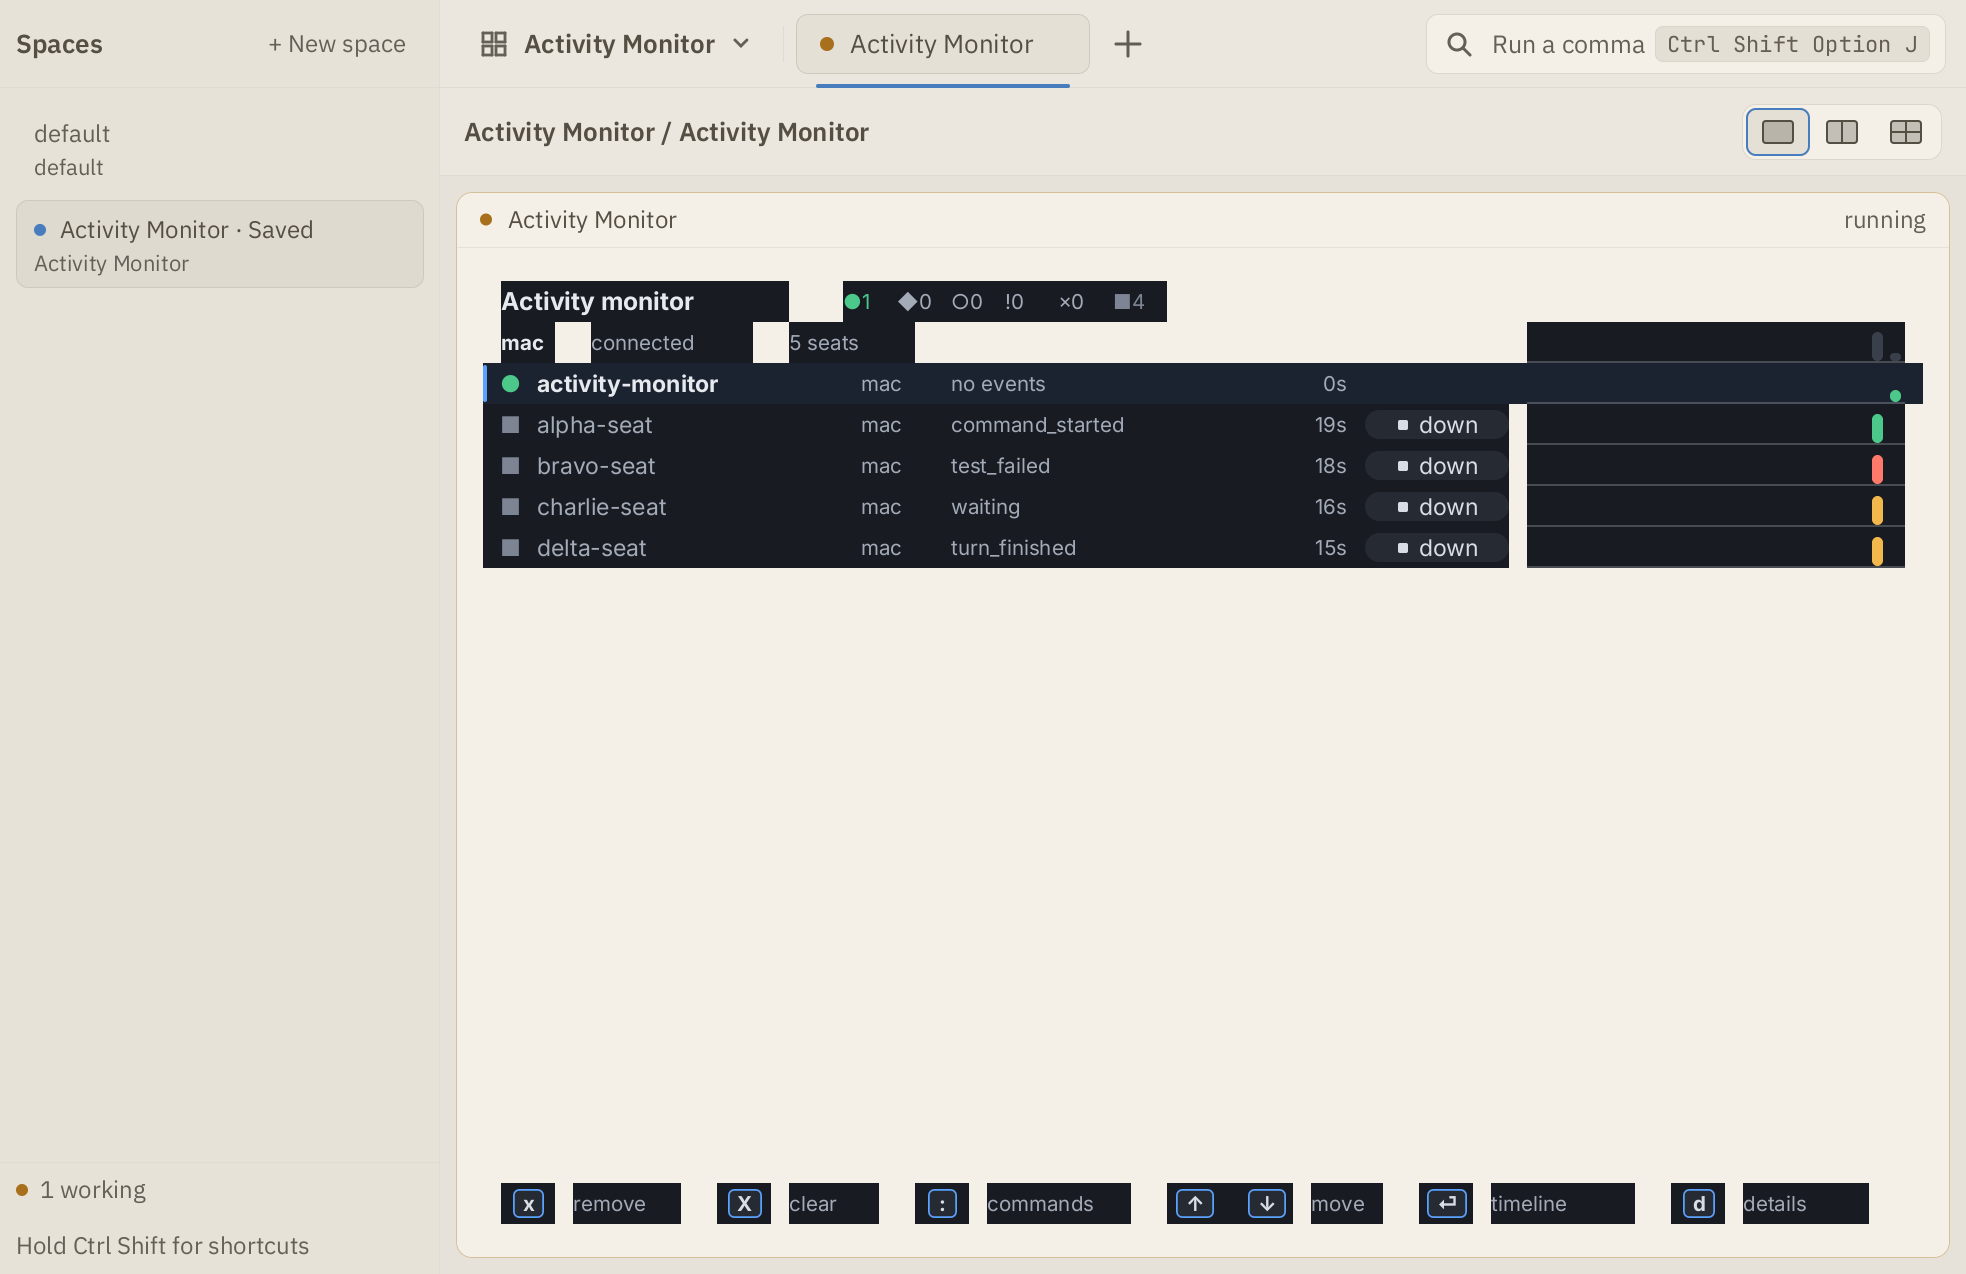 Spaces
+ New space
Activity Monitor
Activity Monitor
Run a comma
Ctrl Shift Option J
default
default
Activity Monitor · Saved
Activity Monitor
Activity Monitor / Activity Monitor
Activity Monitor
running
Activity monitor ●1 ◆0 ○0 !0 ×0 ■4
mac connected 5 seats
activity-monitor mac no events 0s
alpha-seat mac command_started 19s down
bravo-seat mac test_failed 18s down
charlie-seat mac waiting 16s down
delta-seat mac turn_finished 15s down
x remove X clear : commands ↑ ↓ move ↵ timeline d details
1 working
Hold Ctrl Shift for shortcuts